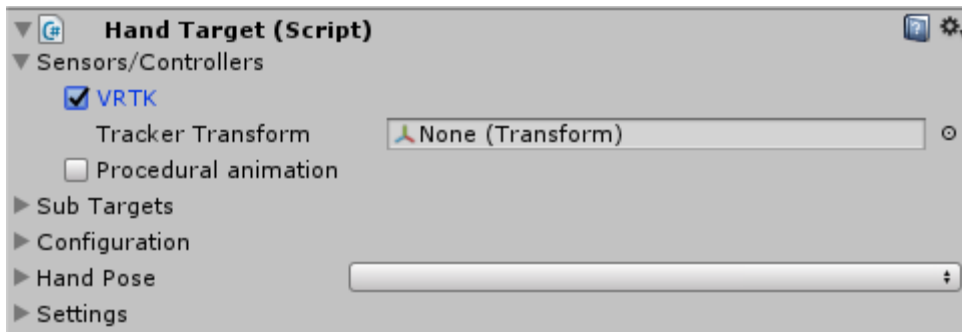 Hand Target (Script)
Sensors/Controllers
VRTK
Tracker Transform None (Transform)
Procedural animation
Sub Targets
Configuration
Hand Pose
Settings